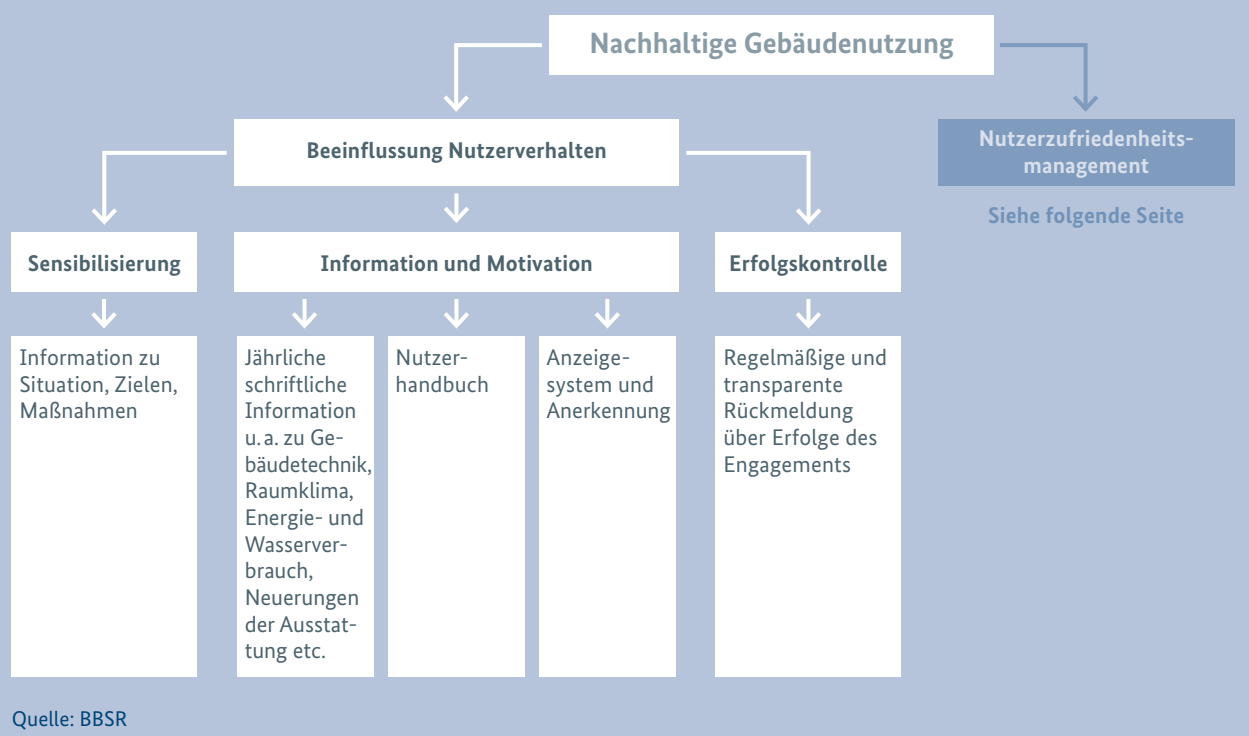 Nachhaltige Gebäudenutzung
Beeinflussung Nutzerverhalten
Nutzerzufriedenheits-
management
Siehe folgende Seite
Sensibilisierung
Information und Motivation
Erfolgskontrolle
Information zu
Situation, Zielen,
Maßnahmen
Jährliche
schriftliche
Information
u. a. zu Ge-
bäudetechnik,
Raumklima,
Energie- und
Wasserver-
brauch,
Neuerungen
der Ausstat-
tung etc.
Nutzer-
handbuch
Anzeige-
system und
Anerkennung
Regelmäßige und
transparente
Rückmeldung
über Erfolge des
Engagements
Quelle: BBSR